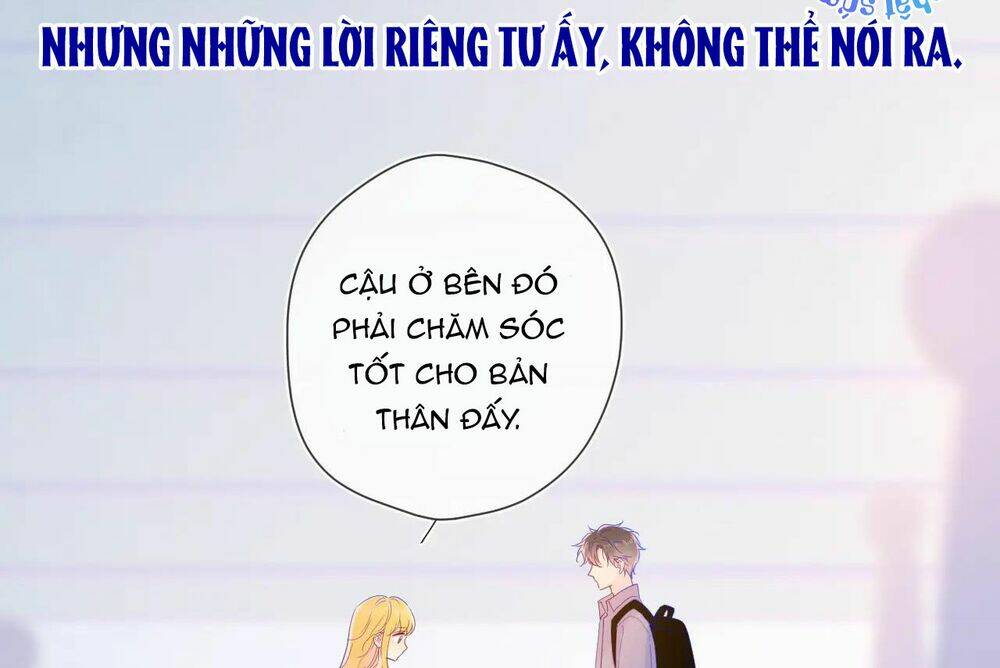 NHƯNG NHỮNG LỜI RIÊNG TƯ ẤY, KHÔNG THỂ NÓI RA.
CẬU Ở BÊN ĐÓ
PHẢI CHĂM SÓC
TỐT CHO BẢN
THÂN ĐẤY.